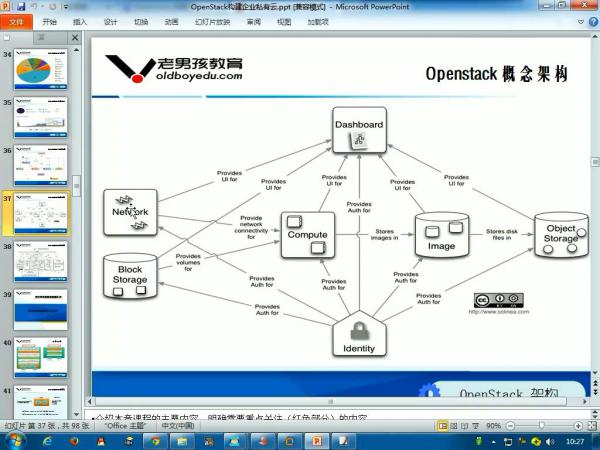 OpenStack构建企业私有云.ppt [兼容模式] - Microsoft PowerPoint
文件 开始 插入 设计 切换 动画 幻灯片放映 审阅 视图 加载项
34
35
36
37
38
39
40
41
老男孩教育
oldboyedu.com
Openstack 概念架构
Dashboard
Provides
UI for
Provides
UI for
Provides
UI for
Provides
Auth for
Provides
UI for
Provides
UI for
Network
Provide
network
connectivity for
Compute
Stores
images in
Image
Stores disk
files in
Object
Storage
Block
Storage
Provides
volumes
for
Provides
Auth for
Provides
Auth for
Provides
Auth for
Provides
Auth for
Provides
Auth for
Identity
http://www.solinea.com
OpenStack 架构
•介绍本章课程的主要内容，明确需要重点关注（红色部分）的内容
幻灯片 第 37 张，共 98 张 "Office 主题" 中文(中国) 90%
10:27